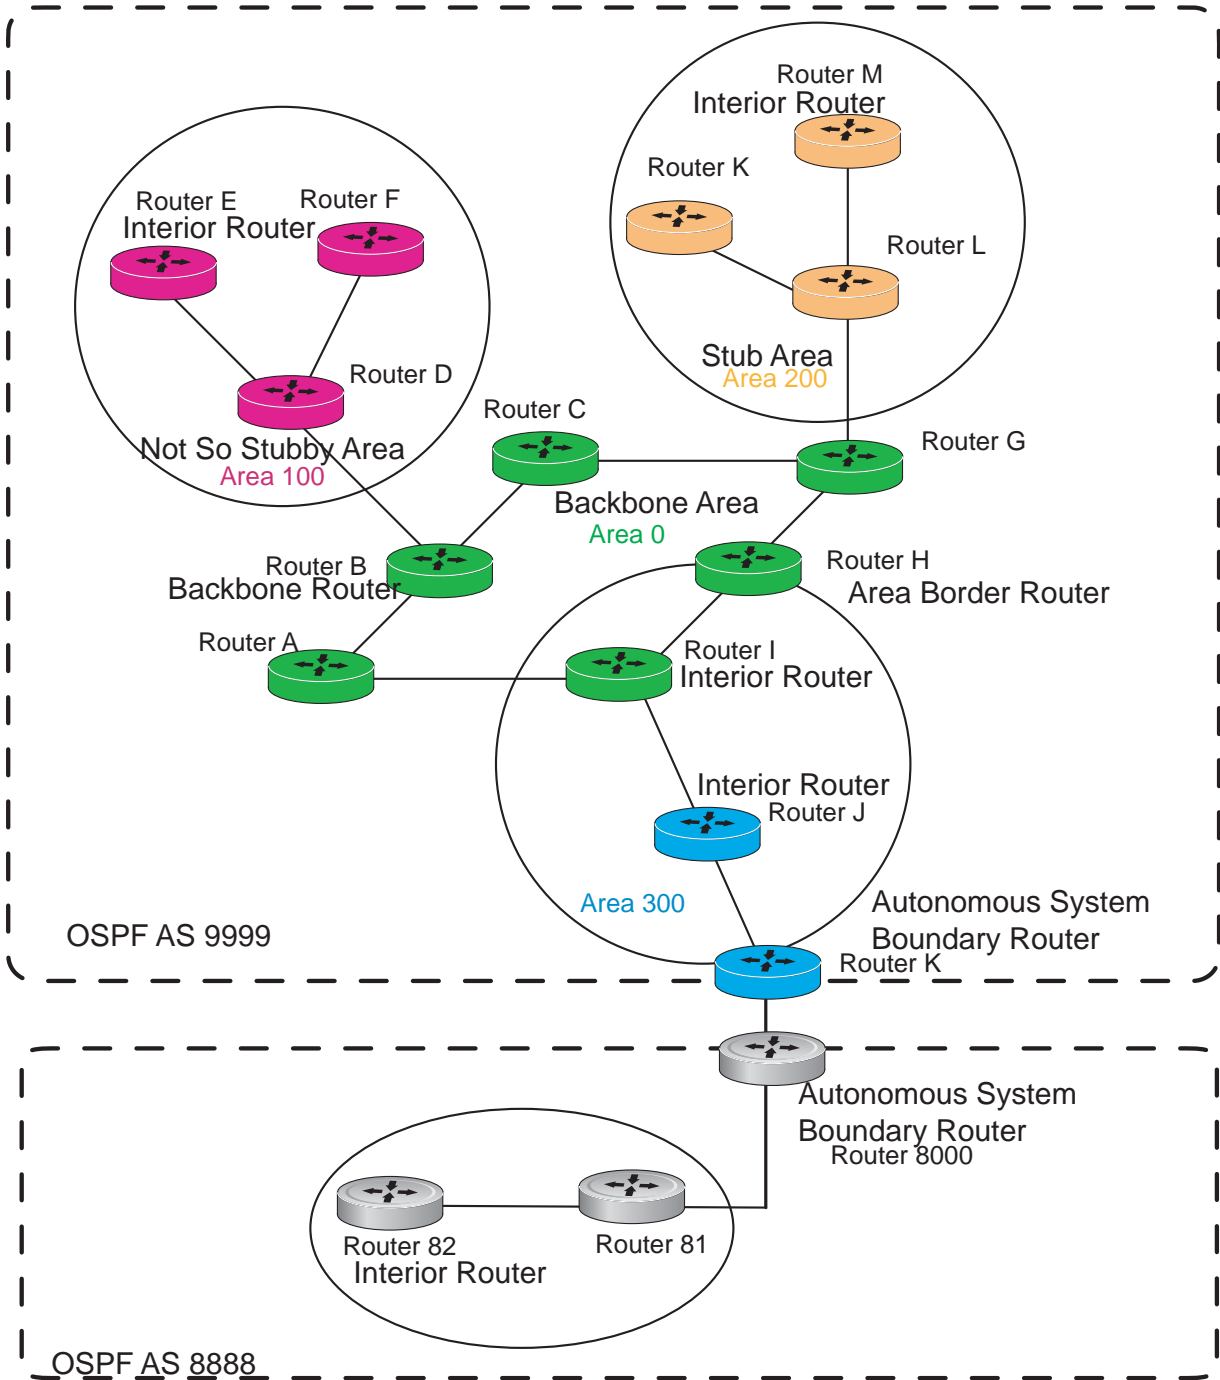 Router M
Interior Router
Router K
Router E
Router F
Interior Router
Router L
Stub Area
Area 200
Router D
Router C
Router G
Not So Stubby Area
Area 100
Backbone Area
Area 0
Router B
Backbone Router
Router H
Area Border Router
Router A
Router I
Interior Router
Interior Router
Router J
Area 300
Autonomous System
Boundary Router
Router K
OSPF AS 9999
Autonomous System
Boundary Router
Router 8000
Router 82
Interior Router
Router 81
OSPF AS 8888